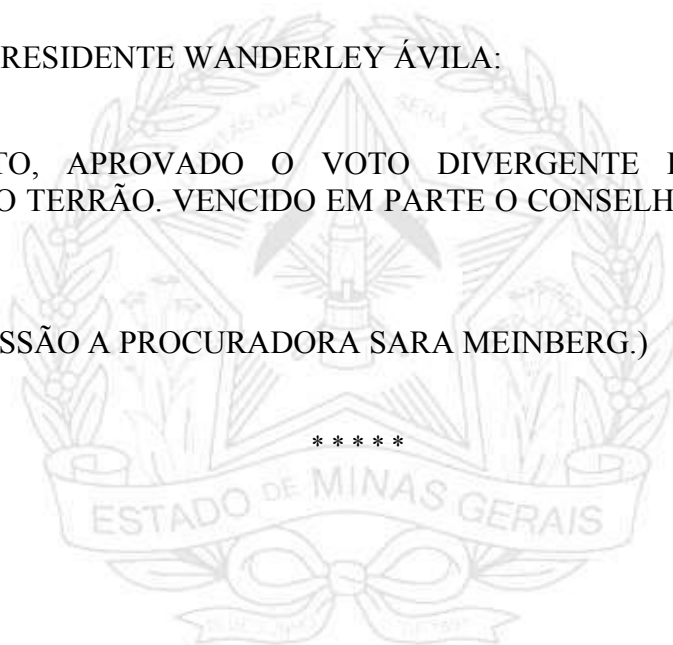 RESIDENTE WANDERLEY ÁVILA:
TO, APROVADO O VOTO DIVERGENTE
O TERRÃO. VENCIDO EM PARTE O CONSELH
SSÃO A PROCURADORA SARA MEINBERG.)
* * * * *
ESTADO DE MINAS GERAIS